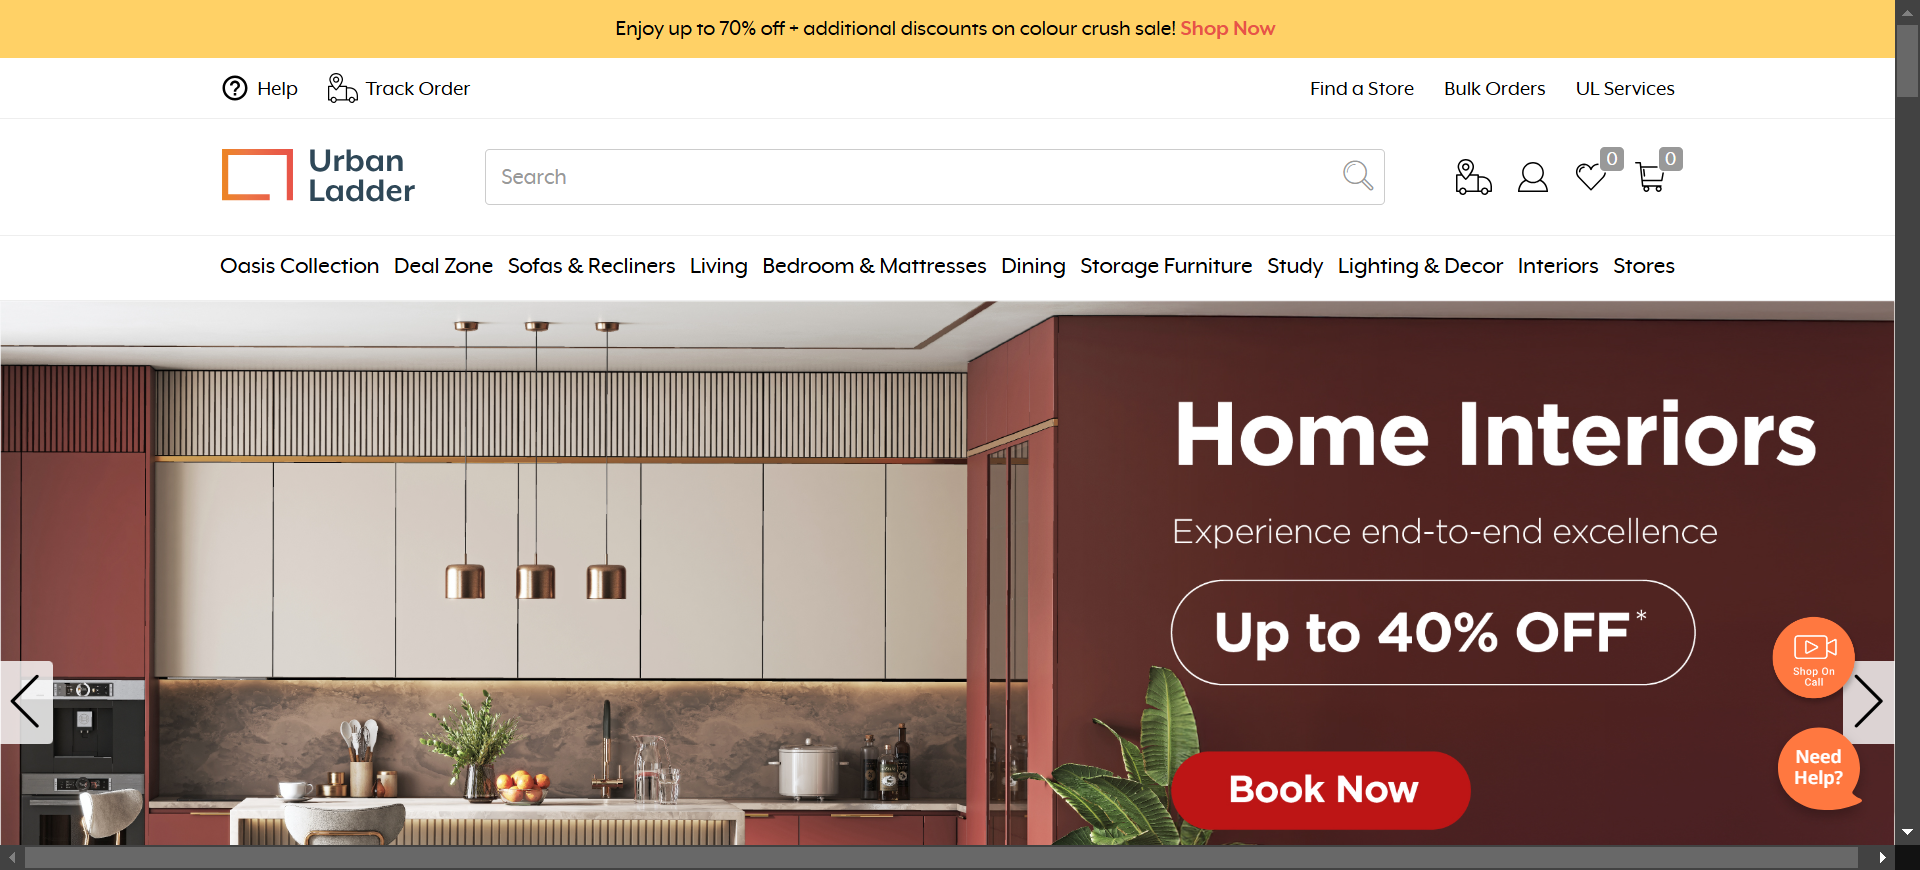 Enjoy up to 70% off + additional discounts on colour crush sale! Shop Now
Help
Track Order
Find a Store
Bulk Orders
UL Services
Urban
Ladder
Search
0
0
Oasis Collection
Deal Zone
Sofas & Recliners
Living
Bedroom & Mattresses
Dining
Storage Furniture
Study
Lighting & Decor
Interiors
Stores
Home Interiors
Experience end-to-end excellence
Up to 40% OFF*
Book Now
Shop On
Call
Need
Help?